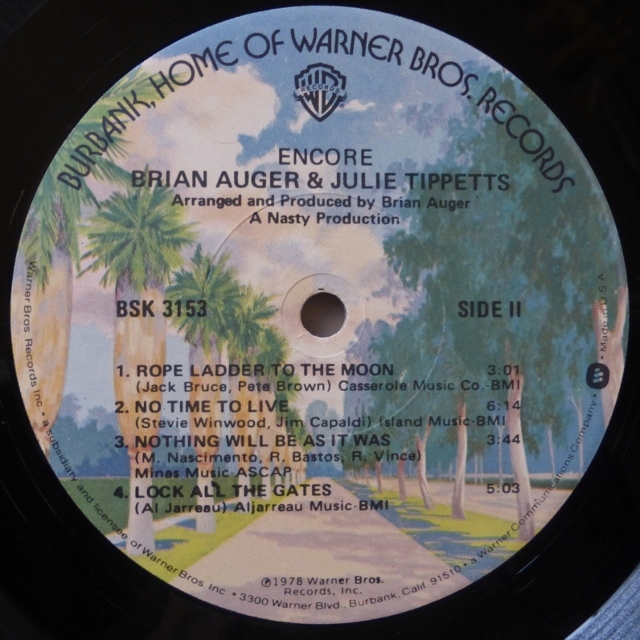 BURBANK, HOME OF WARNER BROS. RECORDS
RECORDS
ENCORE
BRIAN AUGER & JULIE TIPPETTS
Arranged and Produced by Brian Auger
A Nasty Production
BSK 3153
SIDE II
1. ROPE LADDER TO THE MOON 3:01
(Jack Bruce, Pete Brown) Casserole Music Co.-BMI
2. NO TIME TO LIVE 6:14
(Stevie Winwood, Jim Capaldi) Island Music-BMI
3. NOTHING WILL BE AS IT WAS 3:44
(M. Nascimento, R. Bastos, R. Vince)
Minas Music-ASCAP
4. LOCK ALL THE GATES 5:03
(Al Jarreau) Aljarreau Music-BMI
℗1978 Warner Bros.
Records, Inc.
Warner Bros. Records Inc. • a subsidiary and licensee of Warner Bros. Inc. • 3300 Warner Blvd., Burbank, Calif. 91510 • a Warner Communications Company • Made in U.S.A.